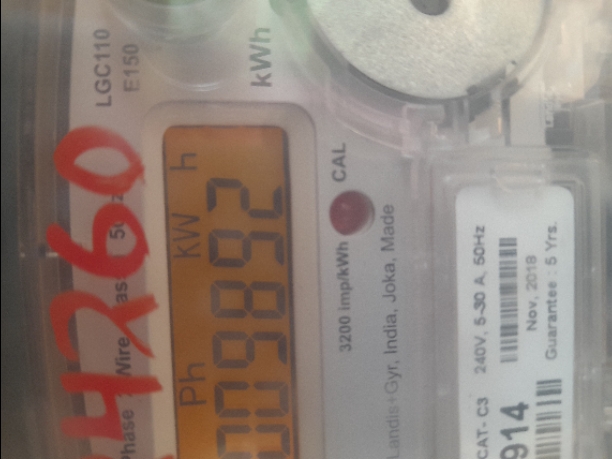 LGC110
E150
kWh
4260
Phase Wire
Ph kW h
009892
3200 imp/kWh CAL
Landis+Gyr, India, Joka, Made
CAT- C3 240V, 5-30 A, 50Hz
914
Nov, 2018
Guarantee : 5 Yrs.